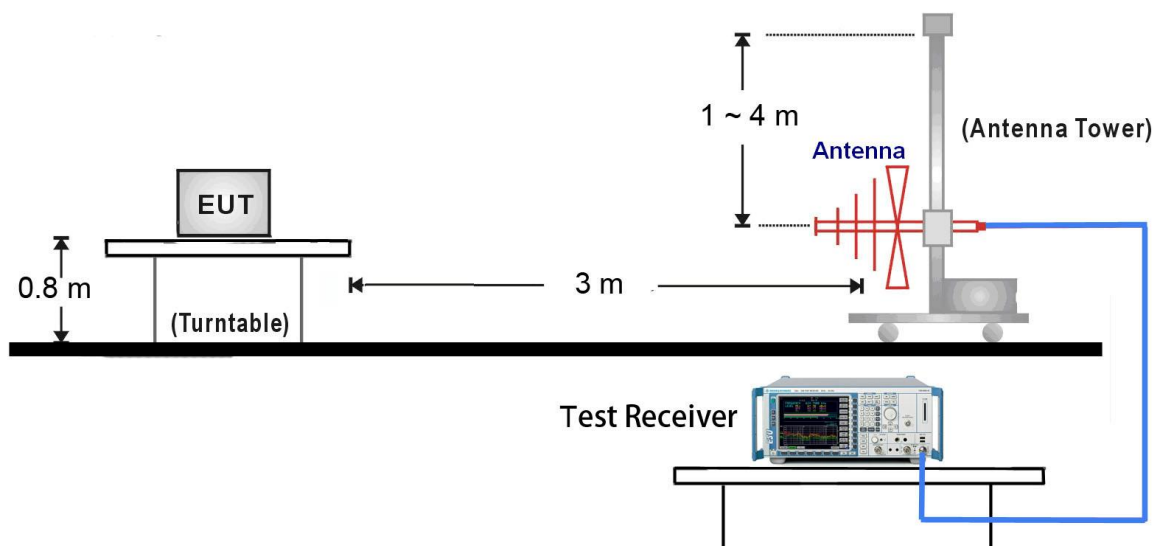 1 ~ 4 m
(Antenna Tower)
Antenna
EUT
0.8 m
3 m
(Turntable)
Test Receiver